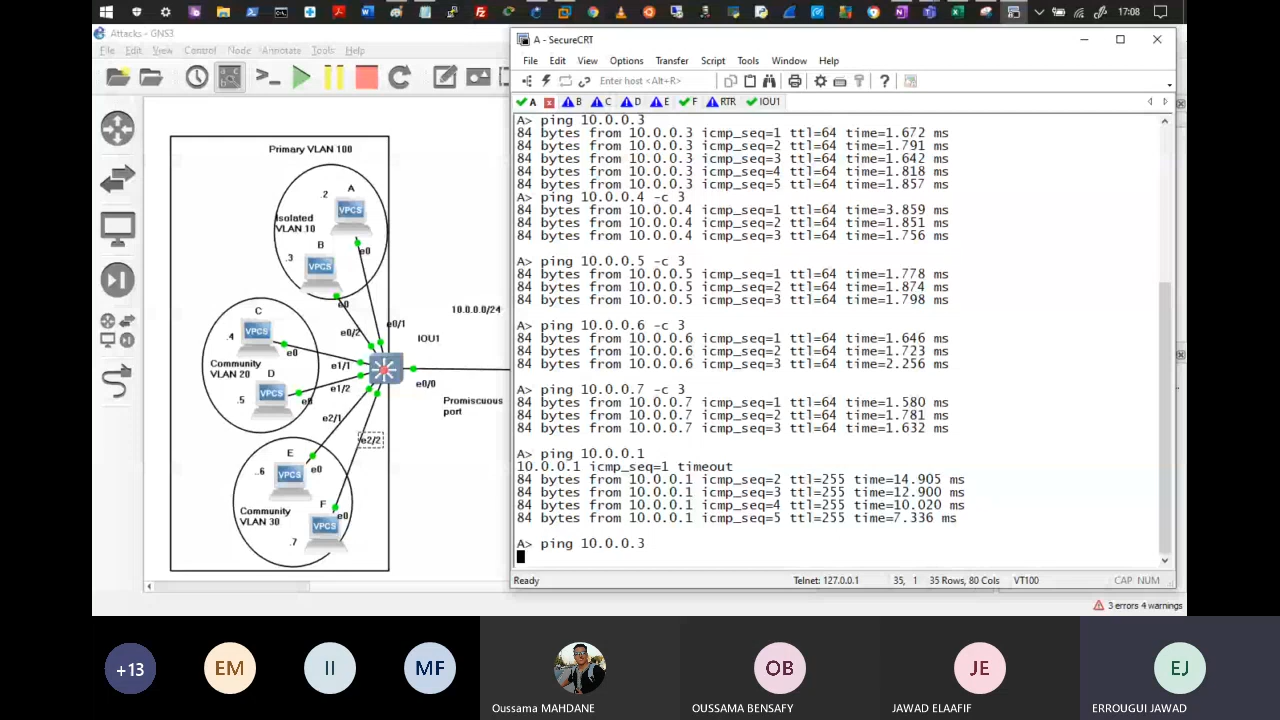 17:08
Attacks - GNS3
File Edit View Control Node Annotate Tools Help
Primary VLAN 100
A
.2
VPCS
Isolated
VLAN 10
e0
B
.3
VPCS
e0
10.0.0.0/24
e0/1
e0/2
IOU1
C
.4
VPCS
e0
Community
VLAN 20
e1/1
e0/0
D
.5
VPCS
e0
e1/2
Promiscuous
port
e2/1
e2/2
E
..6
VPCS
e0
F
Community
VLAN 30
VPCS
e0
.7
A - SecureCRT
File Edit View Options Transfer Script Tools Window Help
Enter host <Alt+R>
A B C D E F RTR IOU1
A> ping 10.0.0.3
84 bytes from 10.0.0.3 icmp_seq=1 ttl=64 time=1.672 ms
84 bytes from 10.0.0.3 icmp_seq=2 ttl=64 time=1.791 ms
84 bytes from 10.0.0.3 icmp_seq=3 ttl=64 time=1.642 ms
84 bytes from 10.0.0.3 icmp_seq=4 ttl=64 time=1.818 ms
84 bytes from 10.0.0.3 icmp_seq=5 ttl=64 time=1.857 ms
A> ping 10.0.0.4 -c 3
84 bytes from 10.0.0.4 icmp_seq=1 ttl=64 time=3.859 ms
84 bytes from 10.0.0.4 icmp_seq=2 ttl=64 time=1.851 ms
84 bytes from 10.0.0.4 icmp_seq=3 ttl=64 time=1.756 ms
A> ping 10.0.0.5 -c 3
84 bytes from 10.0.0.5 icmp_seq=1 ttl=64 time=1.778 ms
84 bytes from 10.0.0.5 icmp_seq=2 ttl=64 time=1.874 ms
84 bytes from 10.0.0.5 icmp_seq=3 ttl=64 time=1.798 ms
A> ping 10.0.0.6 -c 3
84 bytes from 10.0.0.6 icmp_seq=1 ttl=64 time=1.646 ms
84 bytes from 10.0.0.6 icmp_seq=2 ttl=64 time=1.723 ms
84 bytes from 10.0.0.6 icmp_seq=3 ttl=64 time=2.256 ms
A> ping 10.0.0.7 -c 3
84 bytes from 10.0.0.7 icmp_seq=1 ttl=64 time=1.580 ms
84 bytes from 10.0.0.7 icmp_seq=2 ttl=64 time=1.781 ms
84 bytes from 10.0.0.7 icmp_seq=3 ttl=64 time=1.632 ms
A> ping 10.0.0.1
10.0.0.1 icmp_seq=1 timeout
84 bytes from 10.0.0.1 icmp_seq=2 ttl=255 time=14.905 ms
84 bytes from 10.0.0.1 icmp_seq=3 ttl=255 time=12.900 ms
84 bytes from 10.0.0.1 icmp_seq=4 ttl=255 time=10.020 ms
84 bytes from 10.0.0.1 icmp_seq=5 ttl=255 time=7.336 ms
A> ping 10.0.0.3
Ready Telnet: 127.0.0.1 35, 1 35 Rows, 80 Cols VT100 CAP NUM
3 errors 4 warnings
+13
EM
II
MF
Oussama MAHDANE
OB
OUSSAMA BENSAFY
JE
JAWAD ELAAFIF
EJ
ERROUGUI JAWAD